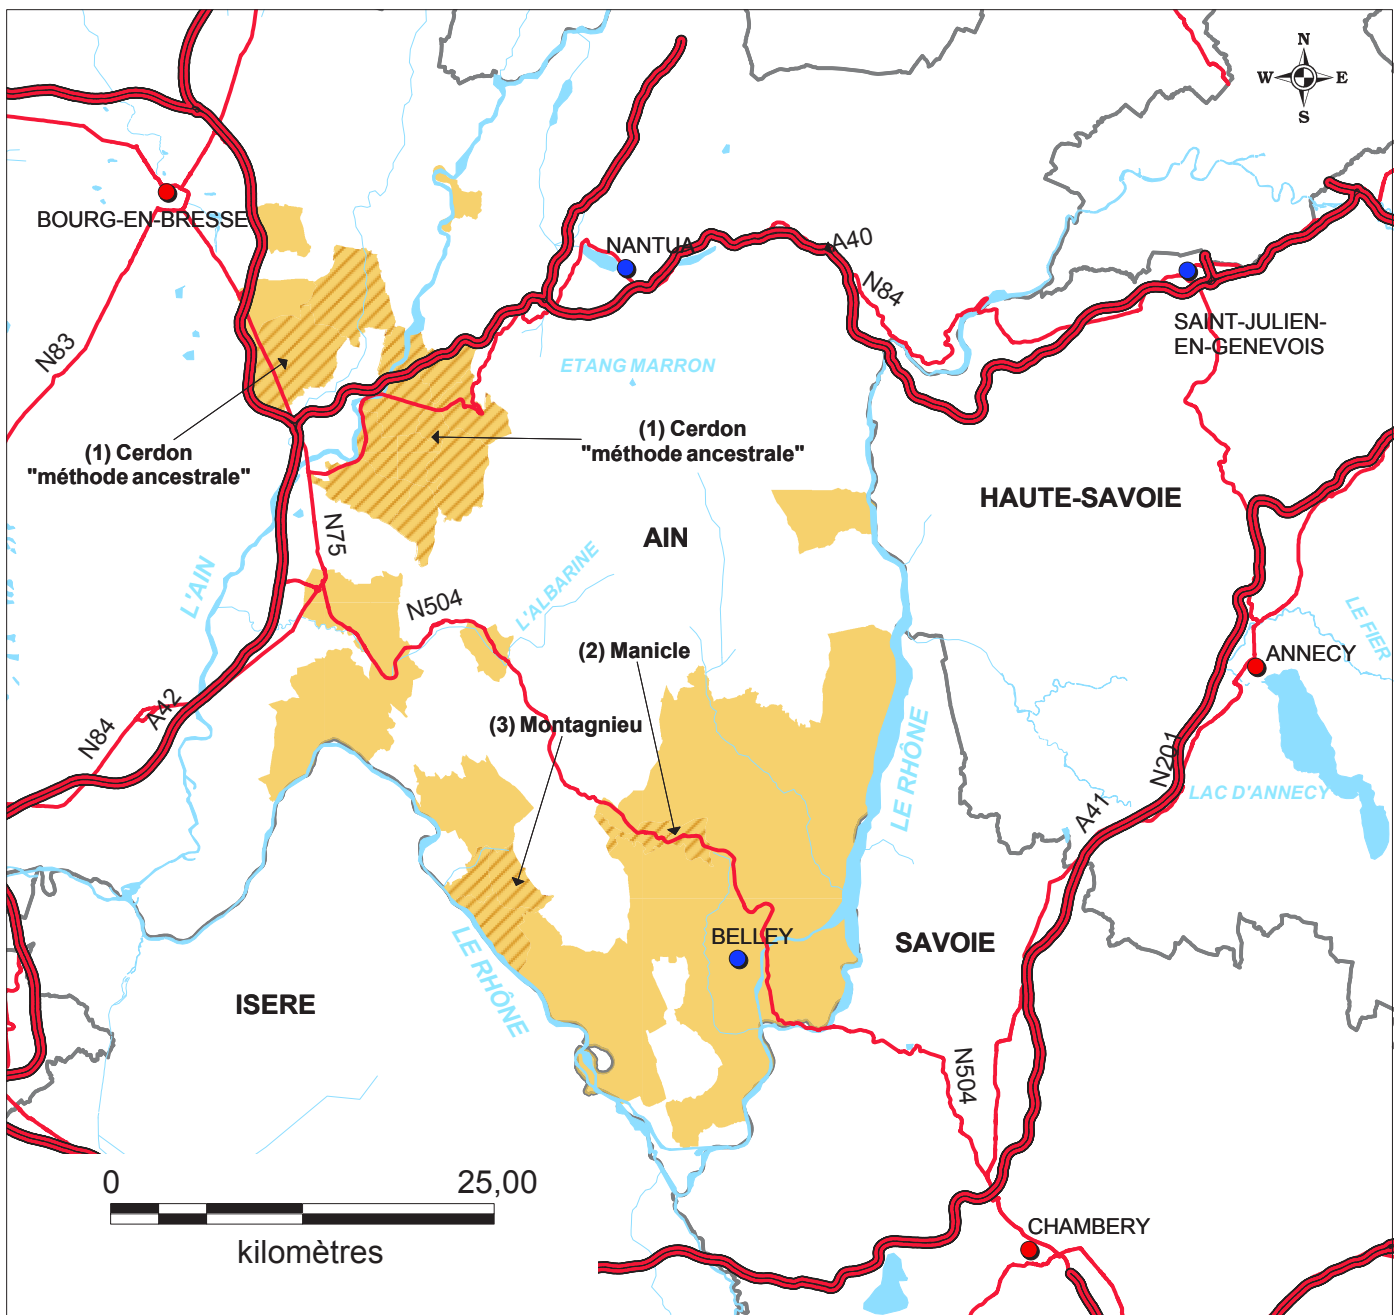 N
W E
S
BOURG-EN-BRESSE
NANTUA
A40
N84
SAINT-JULIEN-
EN-GENEVOIS
N83
ETANG MARRON
(1) Cerdon
"méthode ancestrale"
(1) Cerdon
"méthode ancestrale"
HAUTE-SAVOIE
N75
AIN
L'AIN
L'ALBARINE
N504
LE FIER
(2) Manicle
ANNECY
(3) Montagnieu
N84
A42
LE RHÔNE
N201
LAC D'ANNECY
A41
LE RHÔNE
BELLEY
SAVOIE
ISERE
N504
0 25,00
kilomètres
CHAMBERY